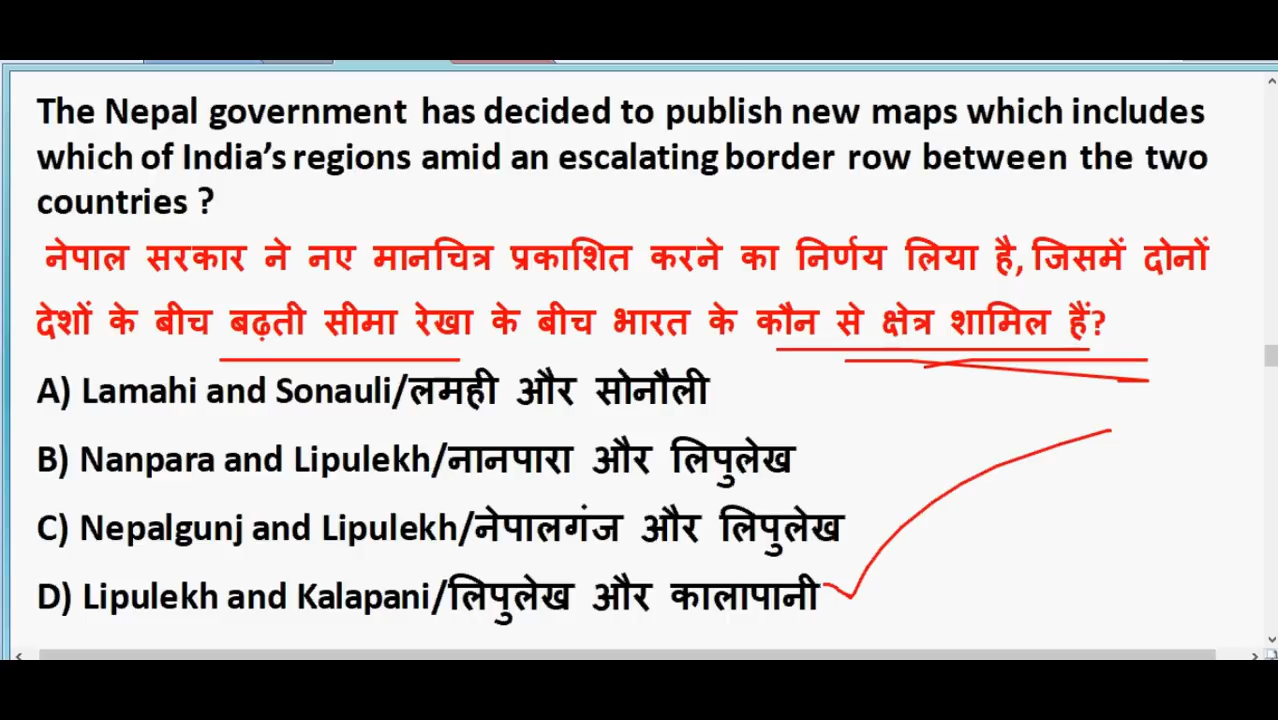 The Nepal government has decided to publish new maps which includes
which of India’s regions amid an escalating border row between the two
countries ?
नेपाल सरकार ने नए मानचित्र प्रकाशित करने का निर्णय लिया है, जिसमें दोनों
देशों के बीच बढ़ती सीमा रेखा के बीच भारत के कौन से क्षेत्र शामिल हैं?
A) Lamahi and Sonauli/लमही और सोनौली
B) Nanpara and Lipulekh/नानपारा और लिपुलेख
C) Nepalgunj and Lipulekh/नेपालगंज और लिपुलेख
D) Lipulekh and Kalapani/लिपुलेख और कालापानी